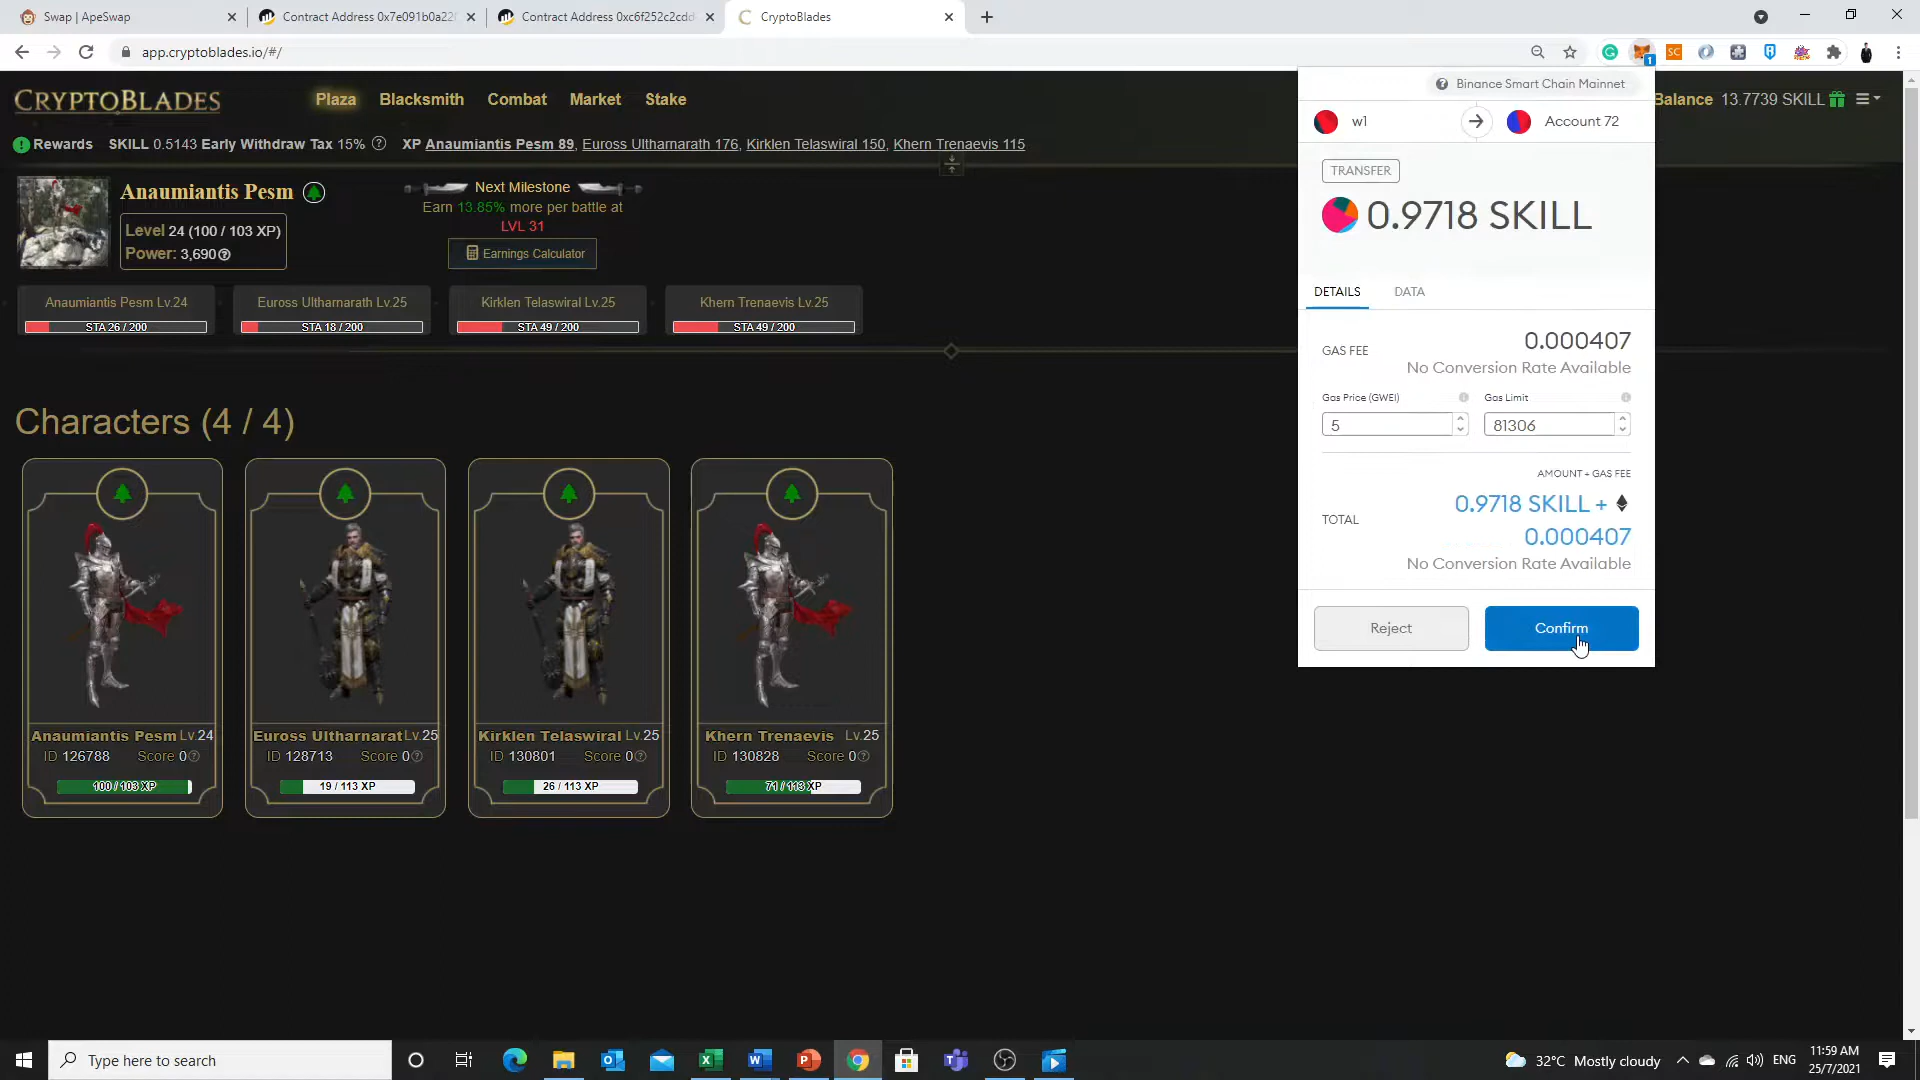 Swap | ApeSwap
Contract Address 0x7e091b0a22
Contract Address 0xc6f252c2cdd
CryptoBlades
app.cryptoblades.io/#/
CRYPTOBLADES
Plaza
Blacksmith
Combat
Market
Stake
Balance 13.7739 SKILL
Rewards SKILL 0.5143 Early Withdraw Tax 15% XP Anaumiantis Pesm 89, Euross Ultharnarath 176, Kirklen Telaswiral 150, Khern Trenaevis 115
Anaumiantis Pesm
Level 24 (100 / 103 XP)
Power: 3,690
Next Milestone
Earn 13.85% more per battle at
LVL 31
Earnings Calculator
Anaumiantis Pesm Lv.24
STA 26 / 200
Euross Ultharnarath Lv.25
STA 18 / 200
Kirklen Telaswiral Lv.25
STA 49 / 200
Khern Trenaevis Lv.25
STA 49 / 200
Characters (4 / 4)
Anaumiantis Pesm Lv.24
ID 126788 Score 0
100 / 103 XP
Euross Ultharnarat Lv.25
ID 128713 Score 0
19 / 113 XP
Kirklen Telaswiral Lv.25
ID 130801 Score 0
26 / 113 XP
Khern Trenaevis Lv.25
ID 130828 Score 0
71 / 113 XP
Binance Smart Chain Mainnet
w1
Account 72
TRANSFER
0.9718 SKILL
DETAILS
DATA
GAS FEE
0.000407
No Conversion Rate Available
Gas Price (GWEI)
Gas Limit
5
81306
AMOUNT + GAS FEE
TOTAL
0.9718 SKILL +
0.000407
No Conversion Rate Available
Reject
Confirm
SC
1
Type here to search
32°C Mostly cloudy
ENG
11:59 AM
25/7/2021